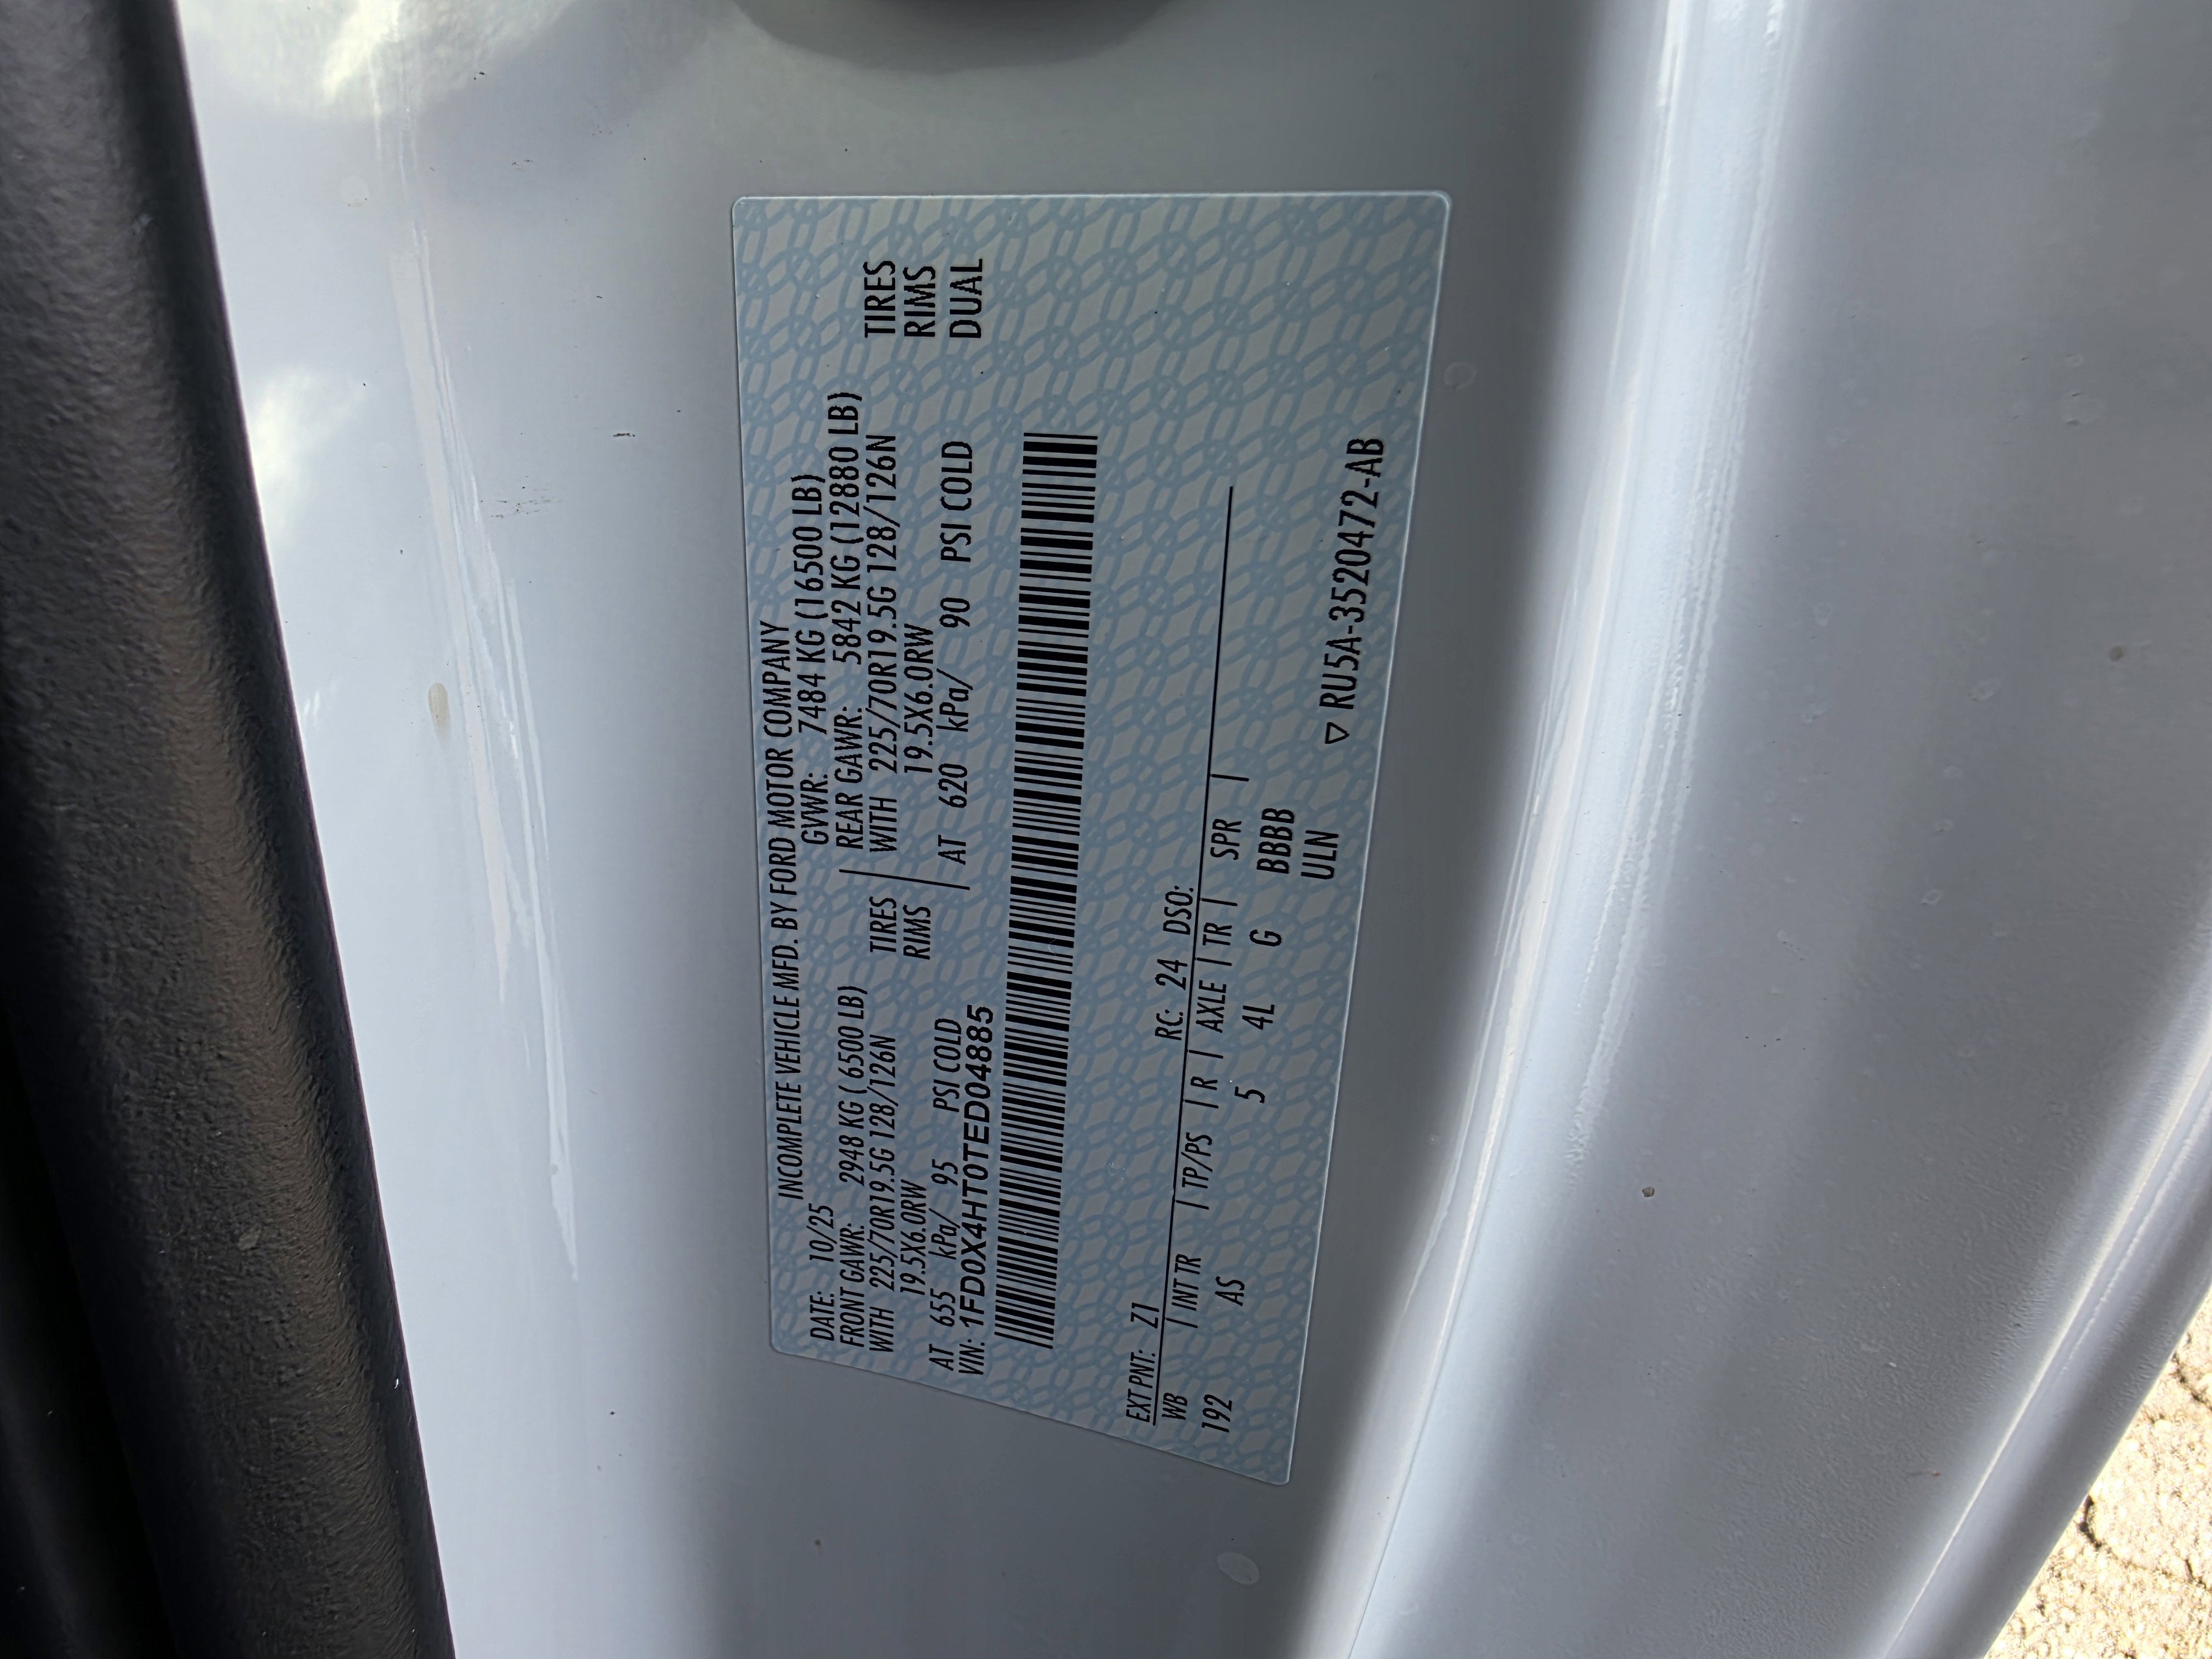 INCOMPLETE VEHICLE MFD. BY FORD MOTOR COMPANY
DATE: 10/25 GVWR: 7484 KG (16500 LB)
FRONT GAWR: 2948 KG ( 6500 LB) REAR GAWR: 5842 KG (12880 LB)
WITH 225/70R19.5G 128/126N TIRES WITH 225/70R19.5G 128/126N TIRES
19.5X6.0RW RIMS 19.5X6.0RW RIMS
AT 655 kPa/ 95 PSI COLD AT 620 kPa/ 90 PSI COLD DUAL
VIN: 1FD0X4HT0TED04885
EXT PNT: Z1 RC: 24 DSO:
WB | INT TR | TP/PS | R | AXLE | TR | SPR |
192 AS 5 4L G BBBB
ULN
▽ RU5A-3520472-AB